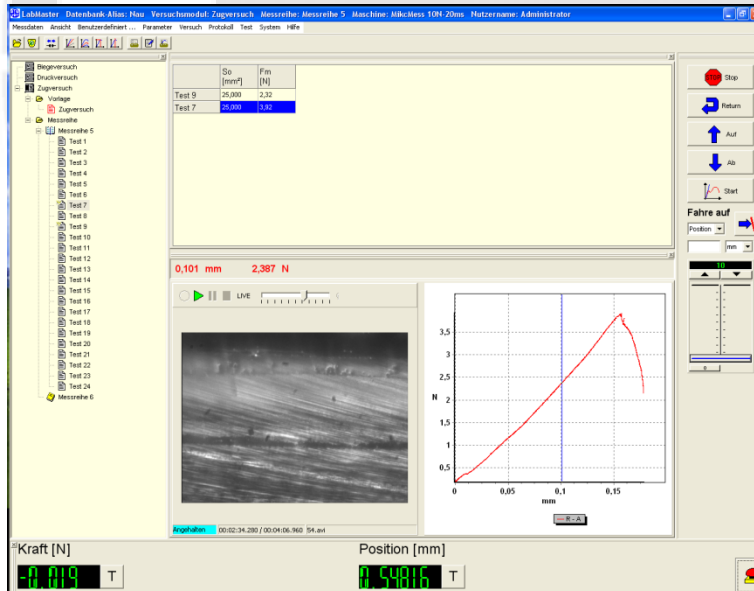 LabMaster Datenbank-Alias: Nau Versuchsmodul: Zugversuch Messreihe: Messreihe 5 Maschine: MikcMess 10N-20ms Nutzername: Administrator
Messdaten Ansicht Benutzerdefiniert ... Parameter Versuch Protokoll Test System Hilfe
Biegeversuch
Druckversuch
Zugversuch
Vorlage
Zugversuch
Messreihe
Messreihe 5
Test 1
Test 2
Test 3
Test 4
Test 5
Test 6
Test 7
Test 8
Test 9
Test 10
Test 11
Test 12
Test 13
Test 14
Test 15
Test 16
Test 17
Test 18
Test 19
Test 20
Test 21
Test 22
Test 23
Test 24
Messreihe 6
So Fm
[mm²] [N]
Test 9 25,000 2,32
Test 7 25,000 3,92
0,101 mm 2,387 N
LIVE
Angehalten 00:02:34.280 / 00:04:06.960 54.avi
3,5
3
2,5
N
2
1,5
1
0,5
0 0,05 0,1 0,15
mm
R - A
STOP Stop
Return
Auf
Ab
Start
Fahre auf
Position
mm
10
Kraft [N] Position [mm]
-0.019 T 0.54816 T